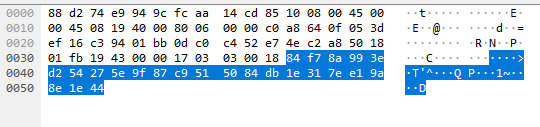 0000 88 d2 74 e9 94 9c fc aa 14 cd 85 10 08 00 45 00 ··t····· ······E·
0010 00 45 08 19 40 00 80 06 00 00 c0 a8 64 0f 05 3d ·E··@··· ····d··=
0020 ef 16 c3 94 01 bb 0d c0 c4 52 e7 4e c2 a8 50 18 ········ ·R·N··P·
0030 01 fb 19 43 00 00 17 03 03 00 18 84 f7 8a 99 3e ···C···· ·······>
0040 d2 54 27 5e 9f 87 c9 51 50 84 db 1e 31 7e e1 9a ·T'^···Q P···1~··
0050 8e 1e 44 ··D